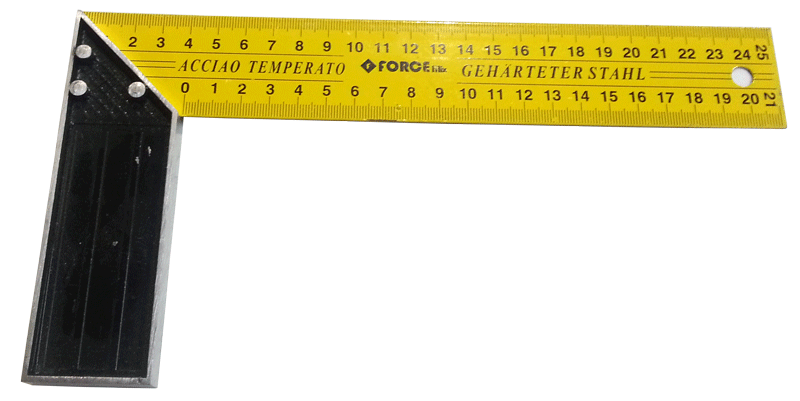 2 3 4 5 6 7 8 9 10 11 12 13 14 15 16 17 18 19 20 21 22 23 24 25
ACCIAO TEMPERATO FORCE GEHÄRTETER STAHL
0 1 2 3 4 5 6 7 8 9 10 11 12 13 14 15 16 17 18 19 20 21